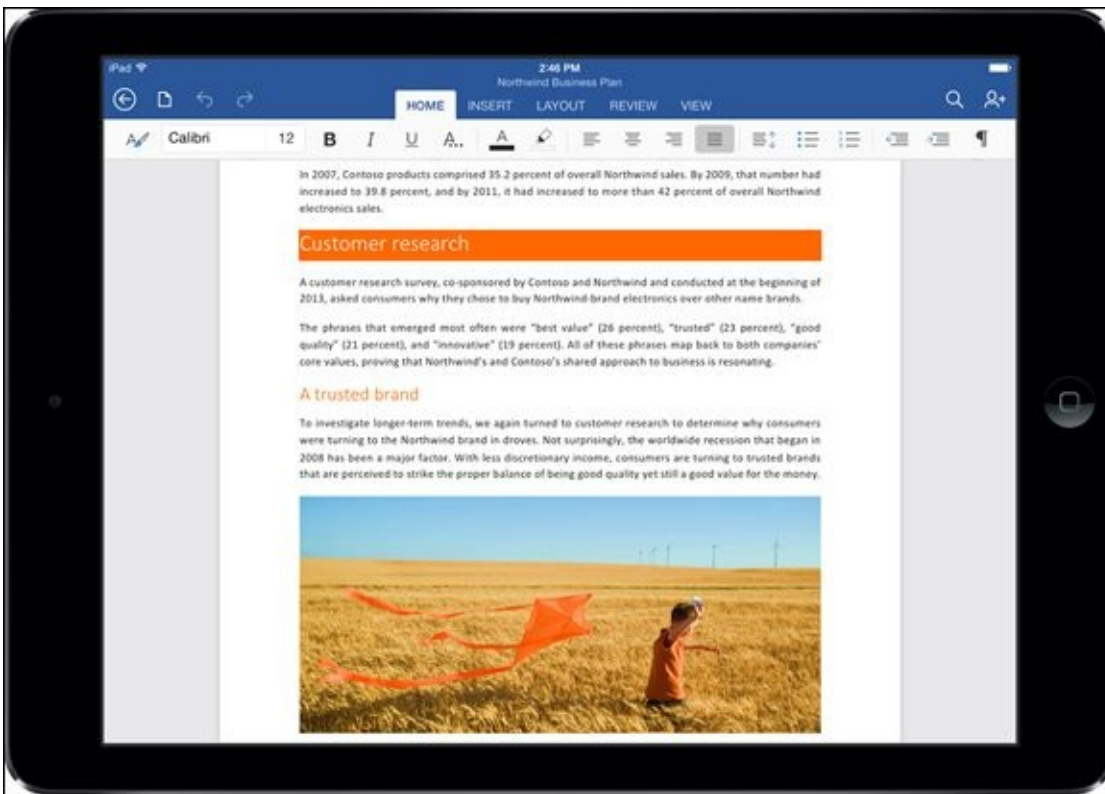 iPad
2:46 PM
Northwind Business Plan
HOME INSERT LAYOUT REVIEW VIEW
Calibri 12 B I U A.. A
In 2007, Contoso products comprised 35.2 percent of overall Northwind sales. By 2009, that number had
increased to 39.8 percent, and by 2011, it had increased to more than 42 percent of overall Northwind
electronics sales.
Customer research
A customer research survey, co-sponsored by Contoso and Northwind and conducted at the beginning of
2013, asked consumers why they chose to buy Northwind-brand electronics over other name brands.
The phrases that emerged most often were “best value” (26 percent), “trusted” (23 percent), “good
quality” (21 percent), and “innovative” (19 percent). All of these phrases map back to both companies’
core values, proving that Northwind’s and Contoso’s shared approach to business is resonating.
A trusted brand
To investigate longer-term trends, we again turned to customer research to determine why consumers
were turning to the Northwind brand in droves. Not surprisingly, the worldwide recession that began in
2008 has been a major factor. With less discretionary income, consumers are turning to trusted brands
that are perceived to strike the proper balance of being good quality yet still a good value for the money.